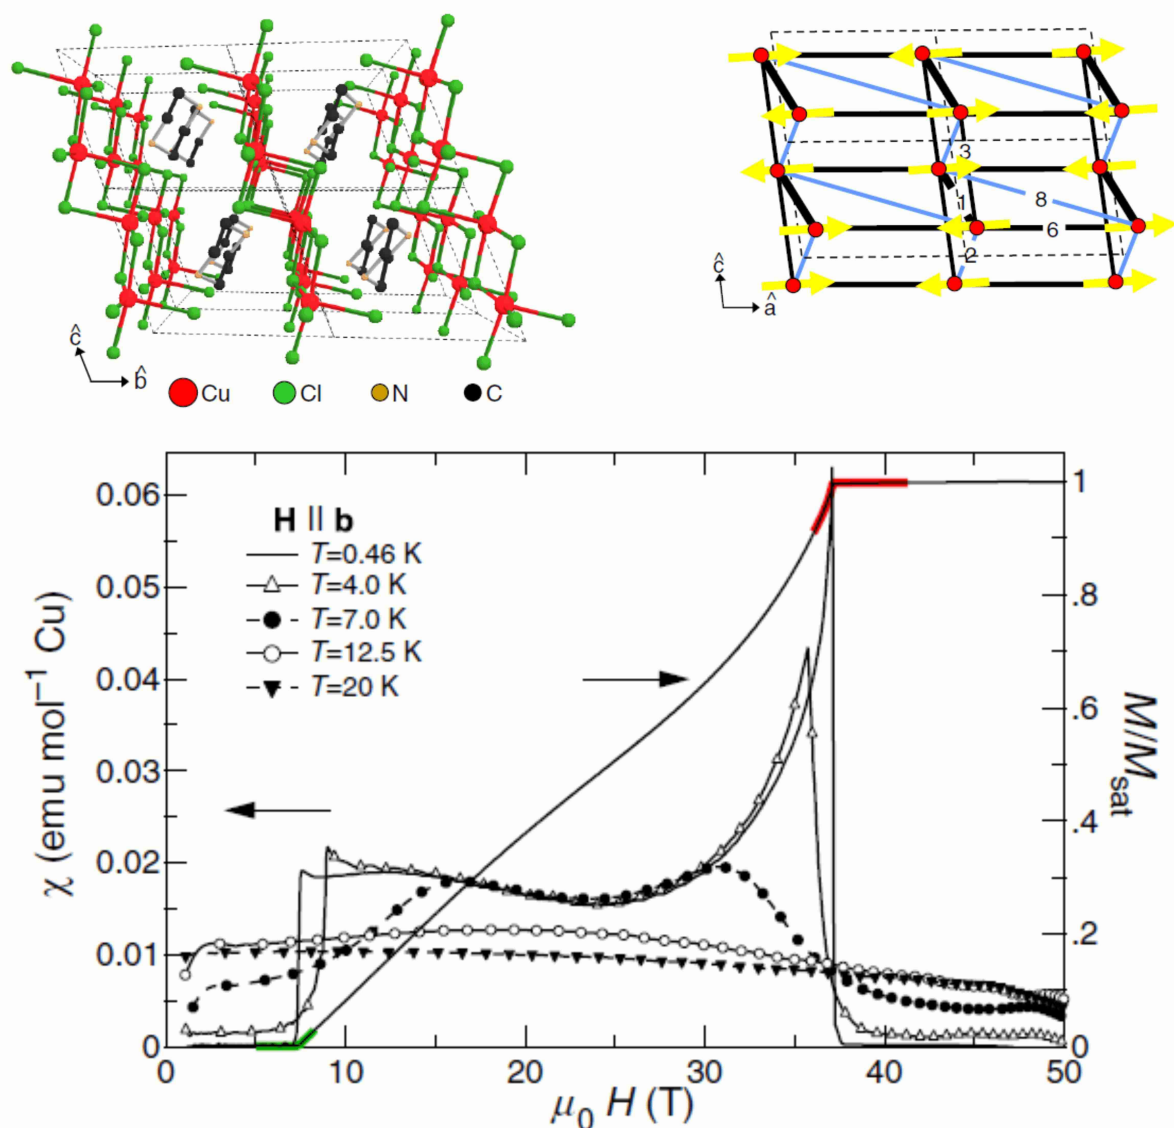 ĉ
b̂
Cu
Cl
N
C
3
1
8
6
2
ĉ
â
0.06
0.05
0.04
0.03
0.02
0.01
0
χ (emu mol⁻¹ Cu)
H || b
T=0.46 K
T=4.0 K
T=7.0 K
T=12.5 K
T=20 K
1
.8
.6
.4
.2
0
M/Msat
0 10 20 30 40 50
μ₀ H (T)